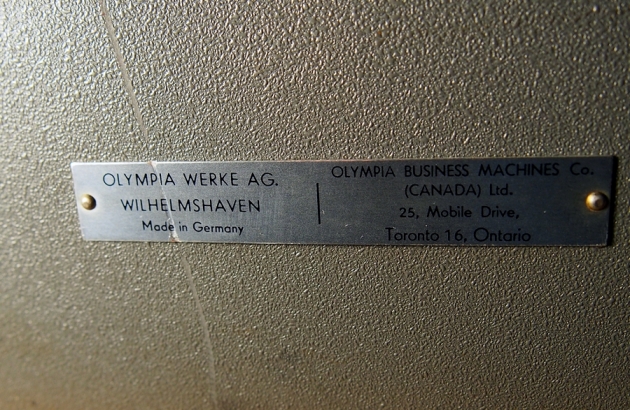 OLYMPIA WERKE AG.
WILHELMSHAVEN
Made in Germany
OLYMPIA BUSINESS MACHINES Co.
(CANADA) Ltd.
25, Mobile Drive,
Toronto 16, Ontario